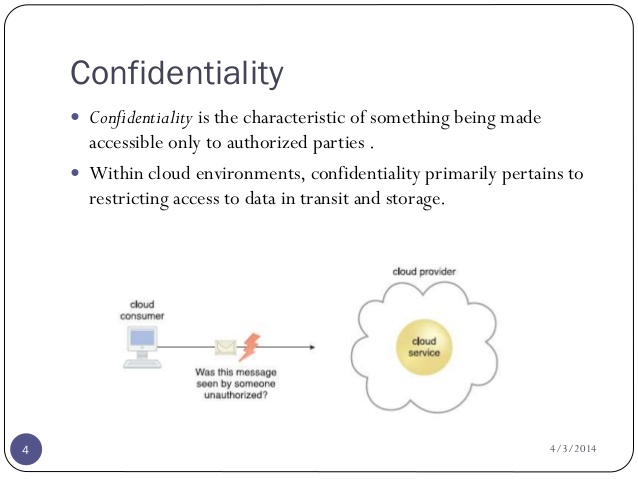 Confidentiality
• Confidentiality is the characteristic of something being made
accessible only to authorized parties .
• Within cloud environments, confidentiality primarily pertains to
restricting access to data in transit and storage.
cloud provider
cloud
consumer
cloud
service
Was this message
seen by someone
unauthorized?
4
4/3/2014